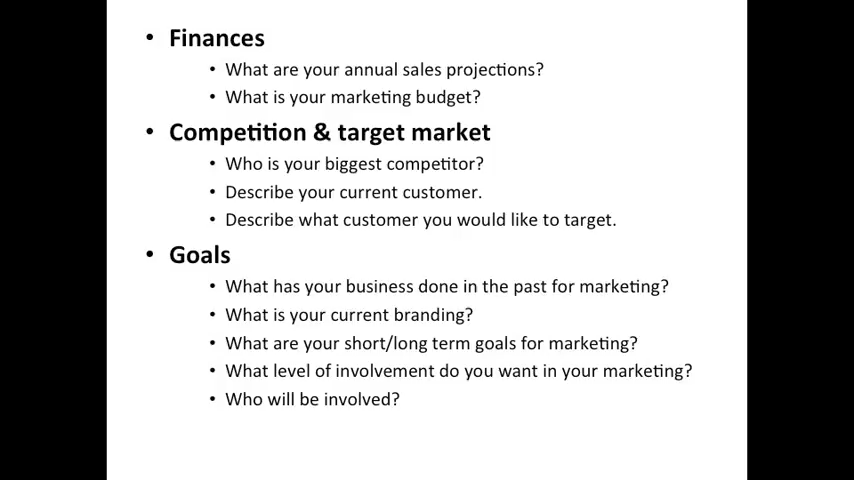 • Finances
• What are your annual sales projections?
• What is your marketing budget?
• Competition & target market
• Who is your biggest competitor?
• Describe your current customer.
• Describe what customer you would like to target.
• Goals
• What has your business done in the past for marketing?
• What is your current branding?
• What are your short/long term goals for marketing?
• What level of involvement do you want in your marketing?
• Who will be involved?